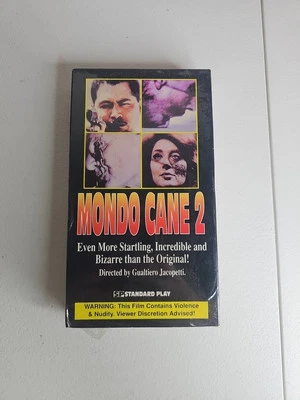 MONDO CANE 2
Even More Startling, Incredible and
Bizarre than the Original!
Directed by Gualtiero Jacopetti.
SP STANDARD PLAY
WARNING: This Film Contains Violence
& Nudity, Viewer Discretion Advised!